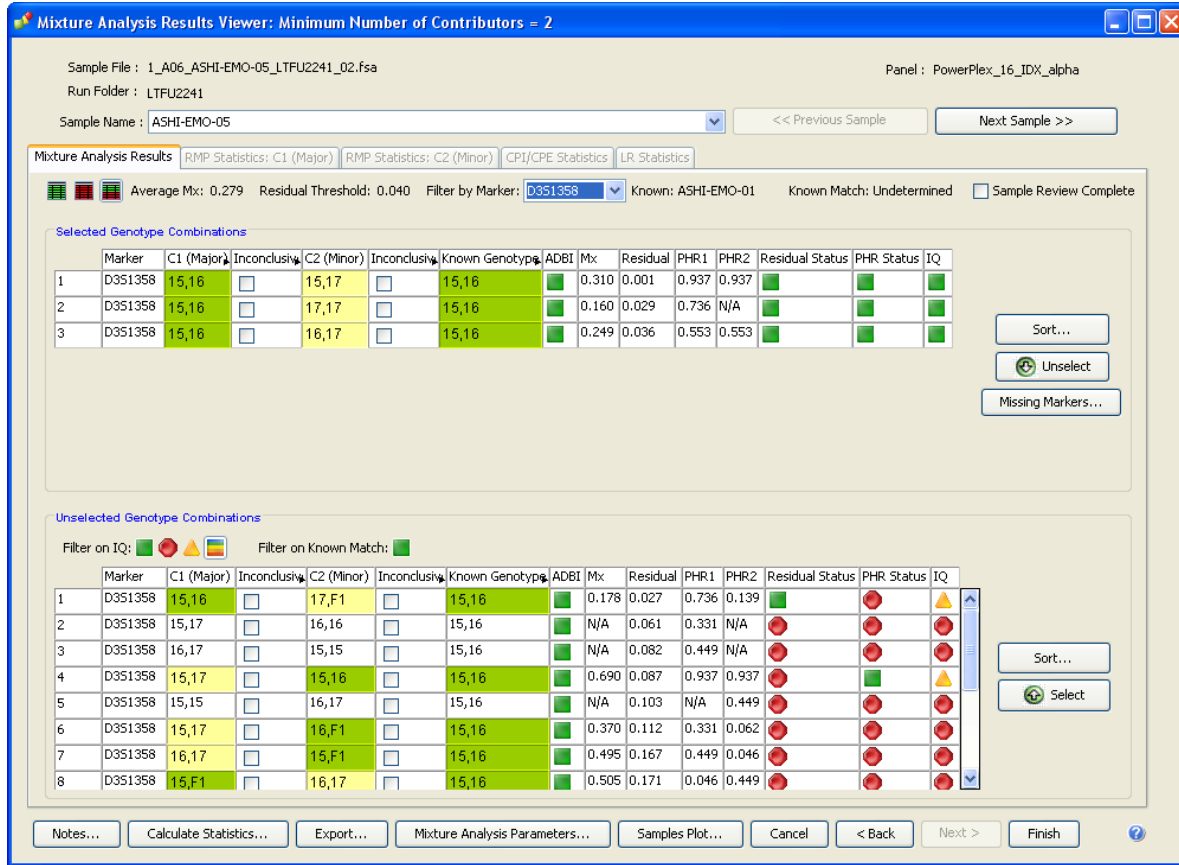 Mixture Analysis Results Viewer: Minimum Number of Contributors = 2
Sample File : 1_A06_ASHI-EMO-05_LTFU2241_02.fsa Panel : PowerPlex_16_IDX_alpha
Run Folder : LTFU2241
Sample Name : ASHI-EMO-05 << Previous Sample Next Sample >>
Mixture Analysis Results RMP Statistics: C1 (Major) RMP Statistics: C2 (Minor) CPI/CPE Statistics LR Statistics
Average Mx: 0.279 Residual Threshold: 0.040 Filter by Marker: D3S1358 Known: ASHI-EMO-01 Known Match: Undetermined Sample Review Complete
Selected Genotype Combinations
Marker C1 (Major) Inconclusiv C2 (Minor) Inconclusiv Known Genotype ADBI Mx Residual PHR1 PHR2 Residual Status PHR Status IQ
1 D3S1358 15,16 15,17 15,16 0.310 0.001 0.937 0.937
2 D3S1358 15,16 17,17 15,16 0.160 0.029 0.736 N/A
3 D3S1358 15,16 16,17 15,16 0.249 0.036 0.553 0.553
Sort...
Unselect
Missing Markers...
Unselected Genotype Combinations
Filter on IQ: Filter on Known Match:
Marker C1 (Major) Inconclusiv C2 (Minor) Inconclusiv Known Genotype ADBI Mx Residual PHR1 PHR2 Residual Status PHR Status IQ
1 D3S1358 15,16 17,F1 15,16 0.178 0.027 0.736 0.139
2 D3S1358 15,17 16,16 15,16 N/A 0.061 0.331 N/A
3 D3S1358 16,17 15,15 15,16 N/A 0.082 0.449 N/A
4 D3S1358 15,17 15,16 15,16 0.690 0.087 0.937 0.937
5 D3S1358 15,15 16,17 15,16 N/A 0.103 N/A 0.449
6 D3S1358 15,17 16,F1 15,16 0.370 0.112 0.331 0.062
7 D3S1358 16,17 15,F1 15,16 0.495 0.167 0.449 0.046
8 D3S1358 15,F1 16,17 15,16 0.505 0.171 0.046 0.449
Sort...
Select
Notes... Calculate Statistics... Export... Mixture Analysis Parameters... Samples Plot... Cancel < Back Next > Finish ?